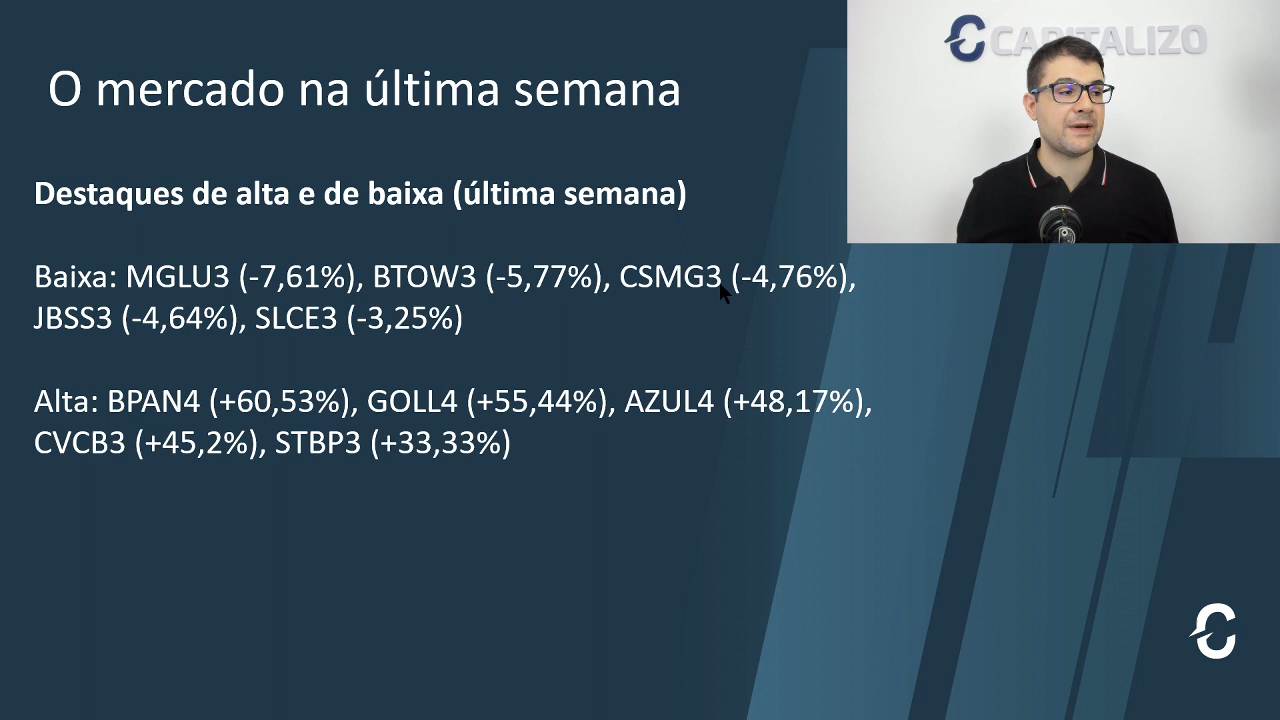 CAPITALIZO
O mercado na última semana
Destaques de alta e de baixa (última semana)
Baixa: MGLU3 (-7,61%), BTOW3 (-5,77%), CSMG3 (-4,76%),
JBSS3 (-4,64%), SLCE3 (-3,25%)
Alta: BPAN4 (+60,53%), GOLL4 (+55,44%), AZUL4 (+48,17%),
CVCB3 (+45,2%), STBP3 (+33,33%)